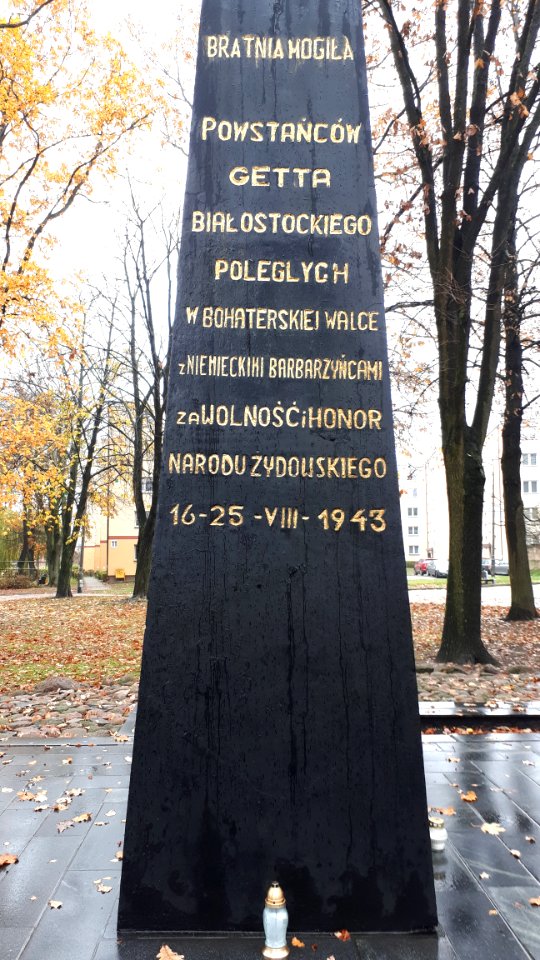 BRATNIA MOGIŁA
POWSTAŃCÓW
GETTA
BIAŁOSTOCKIEGO
POLEGŁYCH
W BOHATERSKIEJ WALCE
z NIEMIECKIMI BARBARZYŃCAMI
za WOLNOŚĆ i HONOR
NARODU ŻYDOWSKIEGO
16-25-VIII-1943